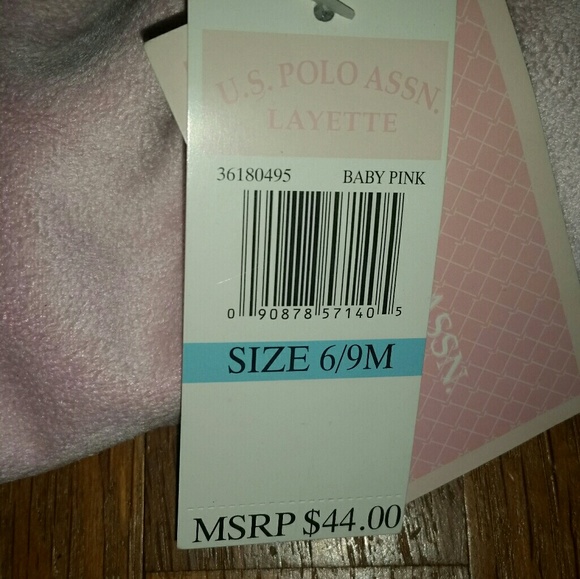 U.S. POLO ASSN.
LAYETTE
36180495 BABY PINK
0 90878 57140 5
SIZE 6/9M
MSRP $44.00
ASSN.